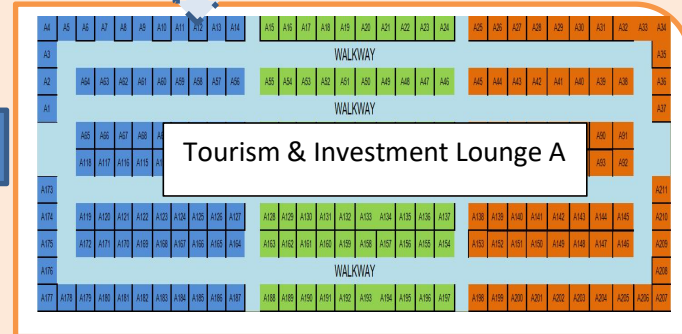 A4 A5 A6 A7 A8 A9 A10 A11 A12 A13 A14 A15 A16 A17 A18 A19 A20 A21 A22 A23 A24 A25 A26 A27 A28 A29 A30 A31 A32 A33 A34
A3 WALKWAY A35
A2 A64 A63 A62 A61 A60 A59 A58 A57 A56 A55 A54 A53 A52 A51 A50 A49 A48 A47 A46 A45 A44 A43 A42 A41 A40 A39 A38 A36
A1 WALKWAY A37
A65 A66 A67 A68 A90 A91
Tourism & Investment Lounge A
A118 A117 A116 A115 A93 A92
A173 A211
A174 A119 A120 A121 A122 A123 A124 A125 A126 A127 A128 A129 A130 A131 A132 A133 A134 A135 A136 A137 A138 A139 A140 A141 A142 A143 A144 A145 A210
A175 A172 A171 A170 A169 A168 A167 A166 A165 A164 A163 A162 A161 A160 A159 A158 A157 A156 A155 A154 A153 A152 A151 A150 A149 A148 A147 A146 A209
A176 WALKWAY A208
A177 A178 A179 A180 A181 A182 A183 A184 A185 A186 A187 A188 A189 A190 A191 A192 A193 A194 A195 A196 A197 A198 A199 A200 A201 A202 A203 A204 A205 A206 A207